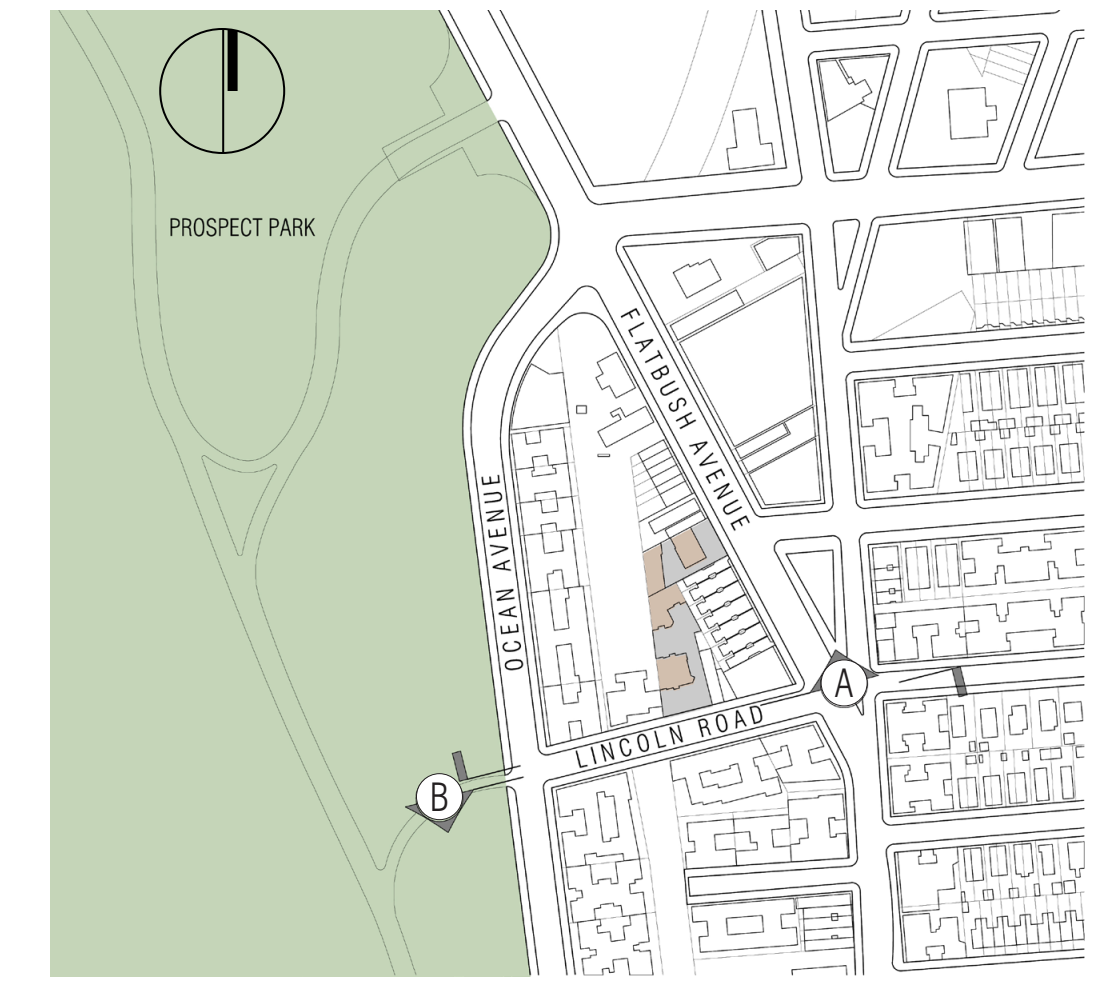 PROSPECT PARK
FLATBUSH AVENUE
OCEAN AVENUE
LINCOLN ROAD
A
B